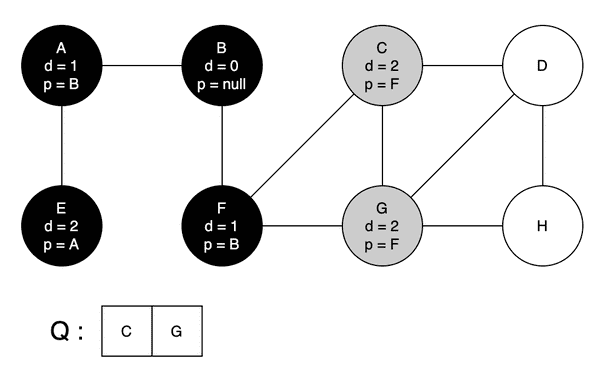 A
d = 1
p = B
B
d = 0
p = null
C
d = 2
p = F
D
E
d = 2
p = A
F
d = 1
p = B
G
d = 2
p = F
H
Q : C G